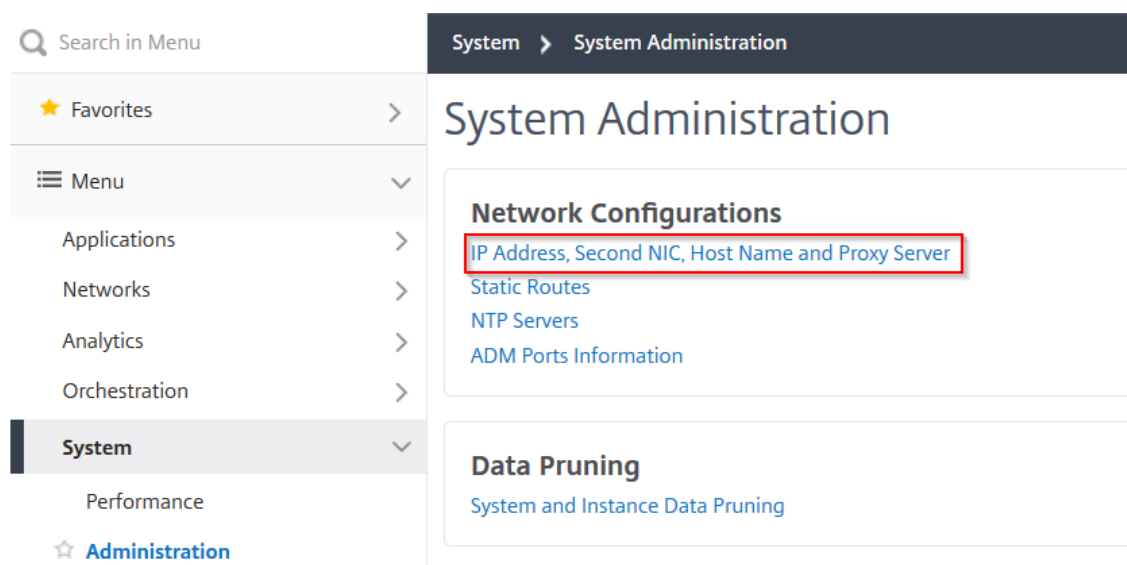 Search in Menu
Favorites
Menu
Applications
Networks
Analytics
Orchestration
System
Performance
Administration
System > System Administration
System Administration
Network Configurations
IP Address, Second NIC, Host Name and Proxy Server
Static Routes
NTP Servers
ADM Ports Information
Data Pruning
System and Instance Data Pruning